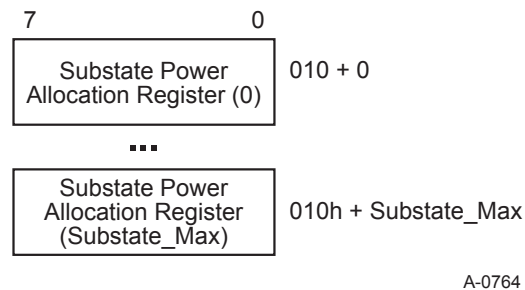 7 0
Substate Power
Allocation Register (0)
010 + 0
...
Substate Power
Allocation Register
(Substate_Max)
010h + Substate_Max
A-0764